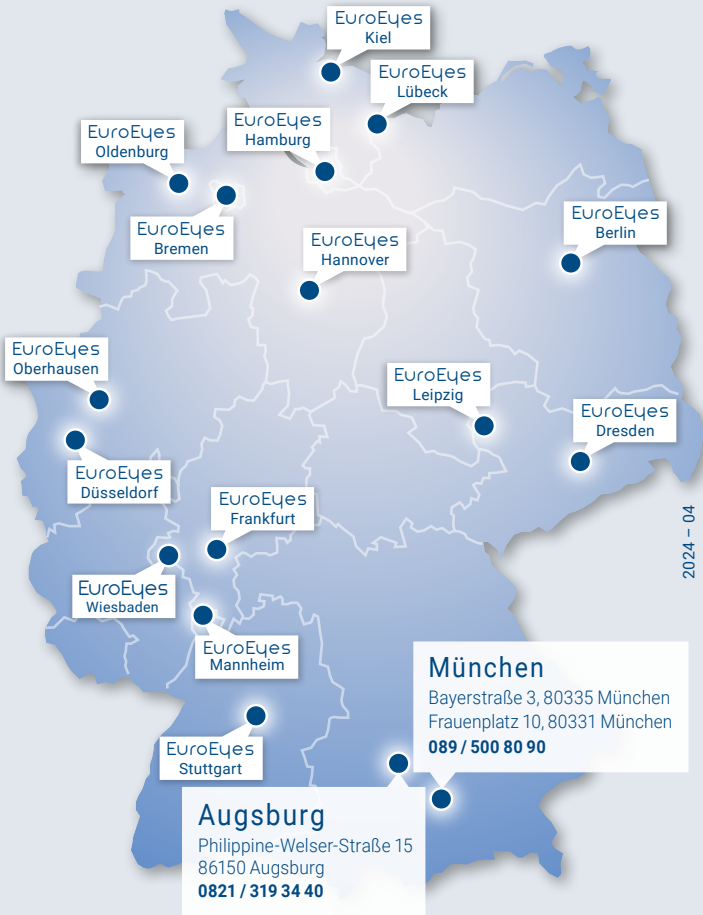 EuroEyes
Kiel
EuroEyes
Lübeck
EuroEyes
Hamburg
EuroEyes
Oldenburg
EuroEyes
Bremen
EuroEyes
Berlin
EuroEyes
Hannover
EuroEyes
Oberhausen
EuroEyes
Leipzig
EuroEyes
Dresden
EuroEyes
Düsseldorf
EuroEyes
Frankfurt
2024 – 04
EuroEyes
Wiesbaden
EuroEyes
Mannheim
München
Bayerstraße 3, 80335 München
Frauenplatz 10, 80331 München
089 / 500 80 90
EuroEyes
Stuttgart
Augsburg
Philippine-Welser-Straße 15
86150 Augsburg
0821 / 319 34 40